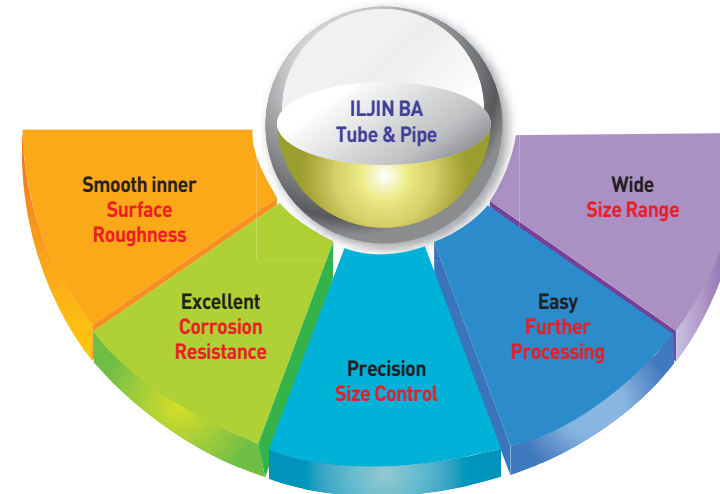 ILJIN BA
Tube & Pipe
Smooth inner
Surface
Roughness
Excellent
Corrosion
Resistance
Precision
Size Control
Easy
Further
Processing
Wide
Size Range